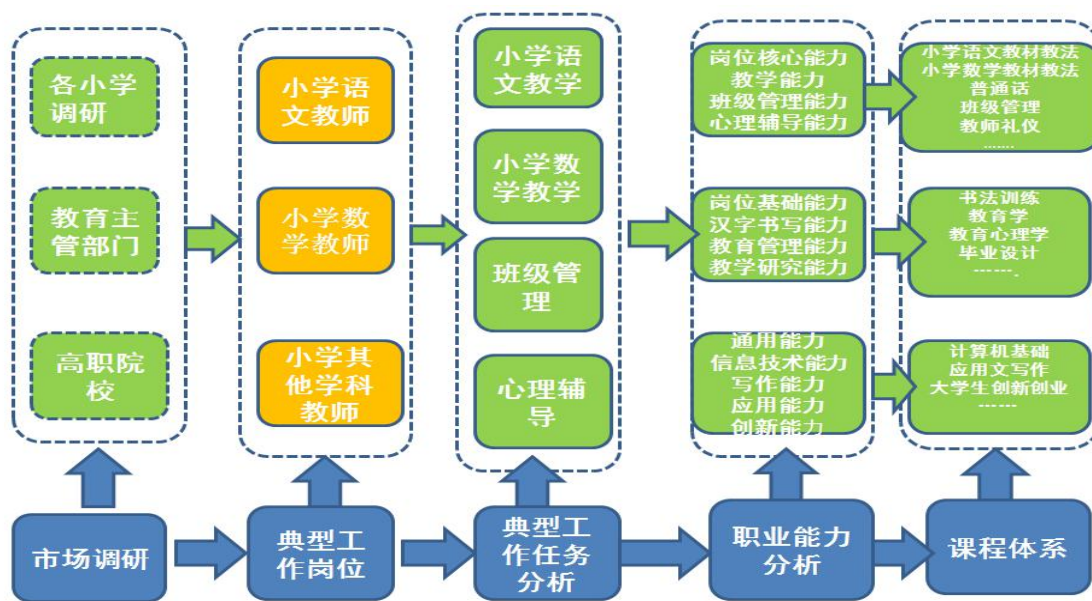 各小学
调研
教育主
管部门
高职院
校
小学语
文教师
小学数
学教师
小学其
他学科
教师
小学语
文教学
小学数
学教学
班级管
理
心理辅
导
岗位核心能力
教学能力
班级管理能力
心理辅导能力
岗位基础能力
汉字书写能力
教育管理能力
教学研究能力
通用能力
信息技术能力
写作能力
应用能力
创新能力
小学语文教材教法
小学数学教材教法
普通话
班级管理
教师礼仪
……
书法训练
教育学
教育心理学
毕业设计
------.
计算机基础
应用文写作
大学生创新创业
------
市场调研
典型工
作岗位
典型工
作任务
分析
职业能力
分析
课程体系